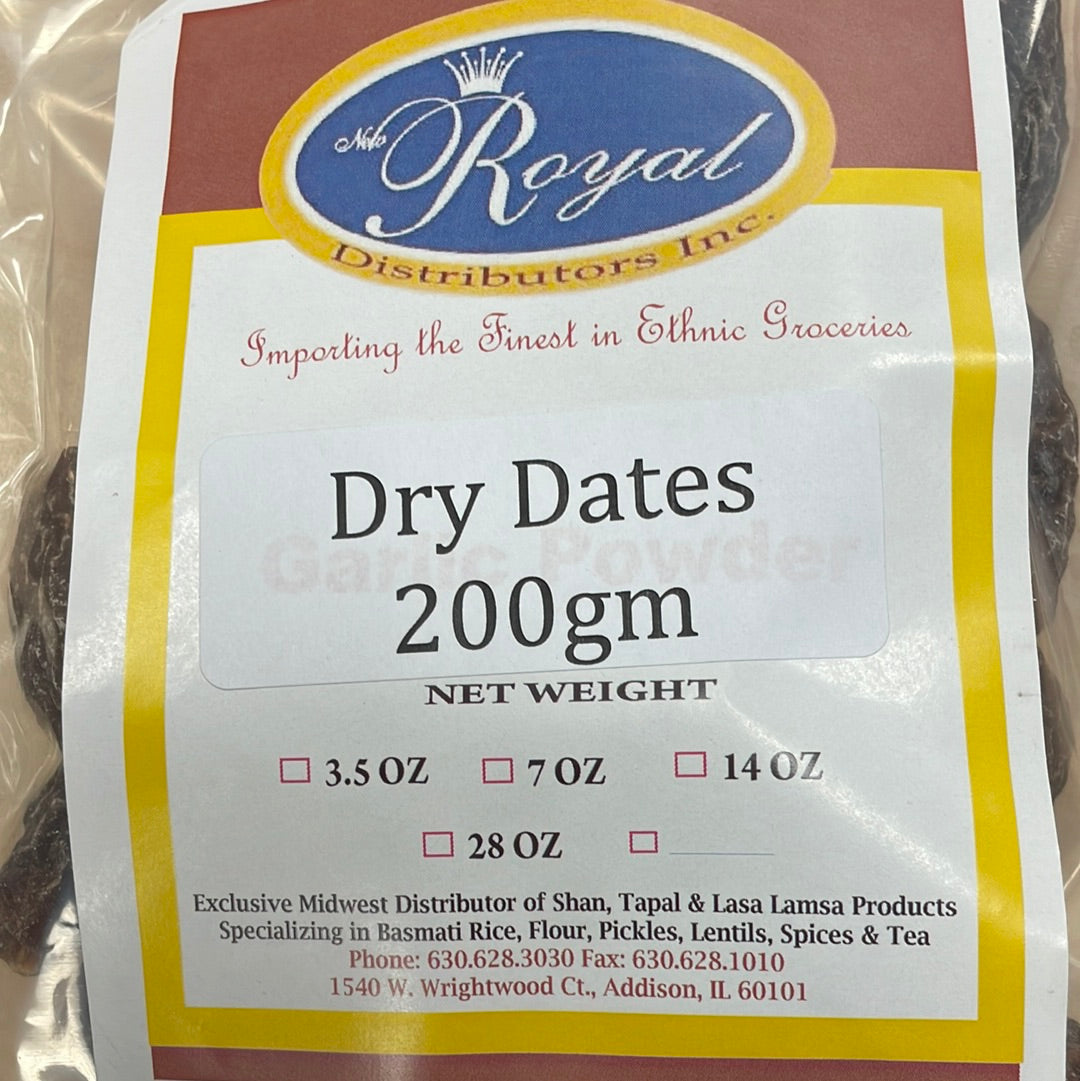 New
Royal
Distributors Inc.
Importing the Finest in Ethnic Groceries
Dry Dates
Garlic Powder
200gm
NET WEIGHT
☐ 3.5 OZ ☐ 7 OZ ☐ 14 OZ
☐ 28 OZ ☐ ________
Exclusive Midwest Distributor of Shan, Tapal & Lasa Lamsa Products
Specializing in Basmati Rice, Flour, Pickles, Lentils, Spices & Tea
Phone: 630.628.3030 Fax: 630.628.1010
1540 W. Wrightwood Ct., Addison, IL 60101